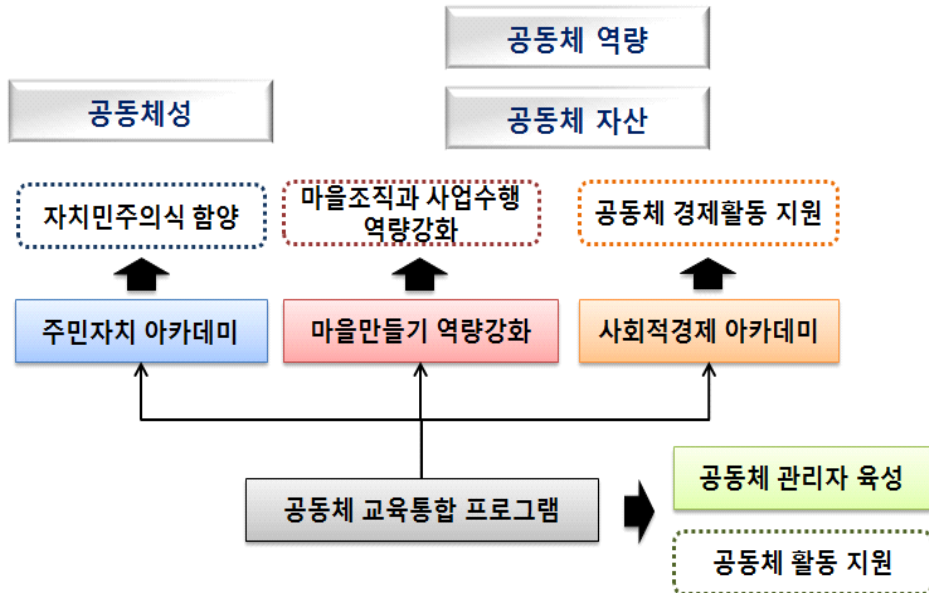 공동체 역량
공동체성
공동체 자산
자치민주의식 함양
마을조직과 사업수행
역량강화
공동체 경제활동 지원
주민자치 아카데미
마을만들기 역량강화
사회적경제 아카데미
공동체 교육통합 프로그램
공동체 관리자 육성
공동체 활동 지원